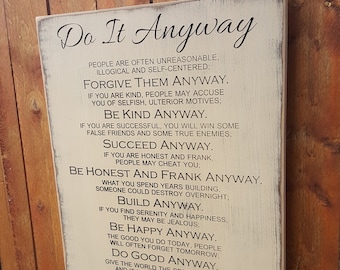 Do It Anyway
PEOPLE ARE OFTEN UNREASONABLE,
ILLOGICAL AND SELF-CENTERED;
FORGIVE THEM ANYWAY.
IF YOU ARE KIND, PEOPLE MAY ACCUSE
YOU OF SELFISH, ULTERIOR MOTIVES;
BE KIND ANYWAY.
IF YOU ARE SUCCESSFUL, YOU WILL WIN SOME
FALSE FRIENDS AND SOME TRUE ENEMIES;
SUCCEED ANYWAY.
IF YOU ARE HONEST AND FRANK,
PEOPLE MAY CHEAT YOU;
BE HONEST AND FRANK ANYWAY.
WHAT YOU SPEND YEARS BUILDING,
SOMEONE COULD DESTROY OVERNIGHT;
BUILD ANYWAY.
IF YOU FIND SERENITY AND HAPPINESS,
THEY MAY BE JEALOUS;
BE HAPPY ANYWAY.
THE GOOD YOU DO TODAY, PEOPLE
WILL OFTEN FORGET TOMORROW;
DO GOOD ANYWAY.
GIVE THE WORLD THE